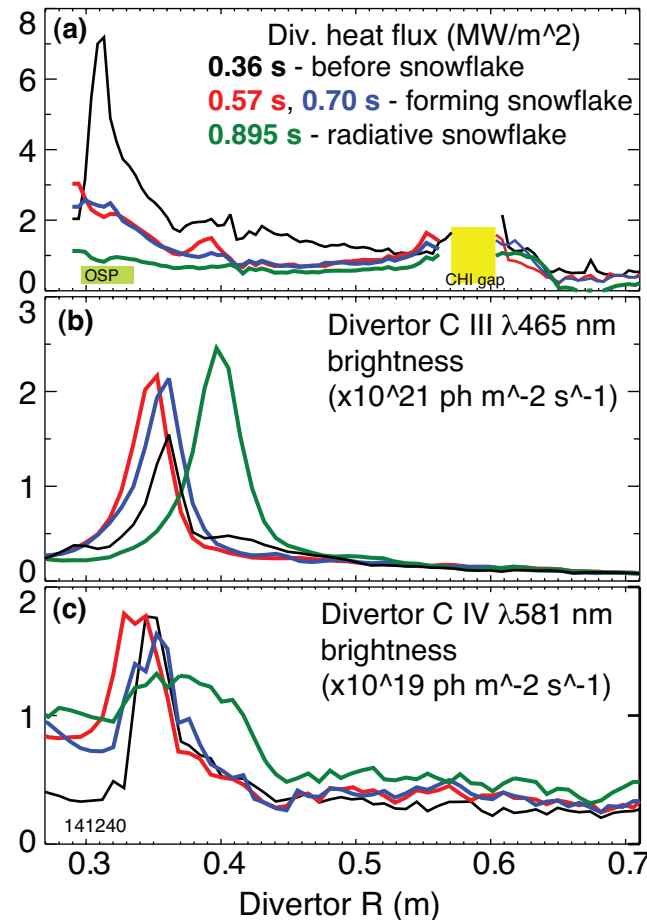 (a) Div. heat flux (MW/m^2)
0.36 s - before snowflake
0.57 s, 0.70 s - forming snowflake
0.895 s - radiative snowflake
8
6
4
2
0
OSP
CHI gap
(b) Divertor C III λ465 nm
brightness
(x10^21 ph m^-2 s^-1)
3
2
1
0
(c) Divertor C IV λ581 nm
brightness
(x10^19 ph m^-2 s^-1)
2
1
0
141240
0.3 0.4 0.5 0.6 0.7
Divertor R (m)